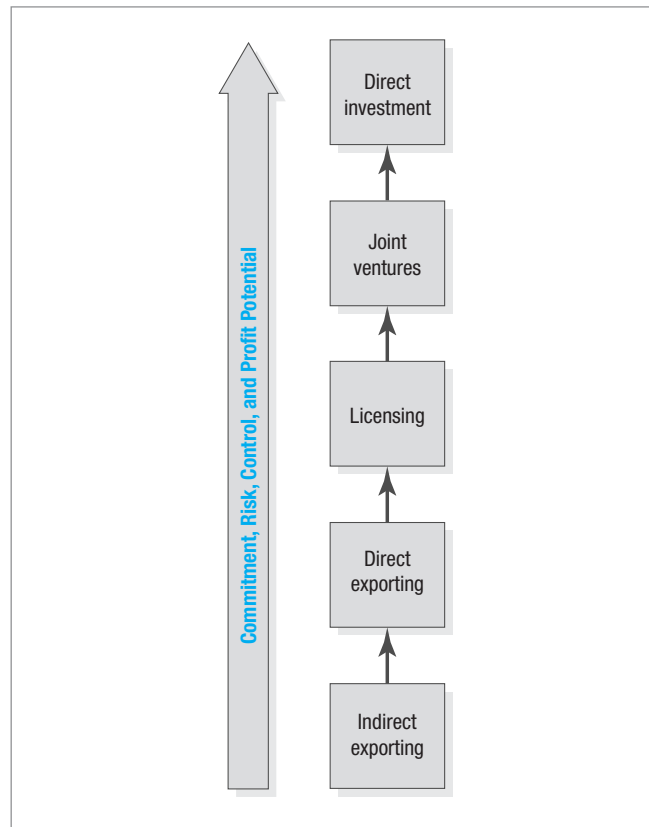 Direct
investment
Joint
ventures
Licensing
Direct
exporting
Indirect
exporting
Commitment, Risk, Control, and Profit Potential